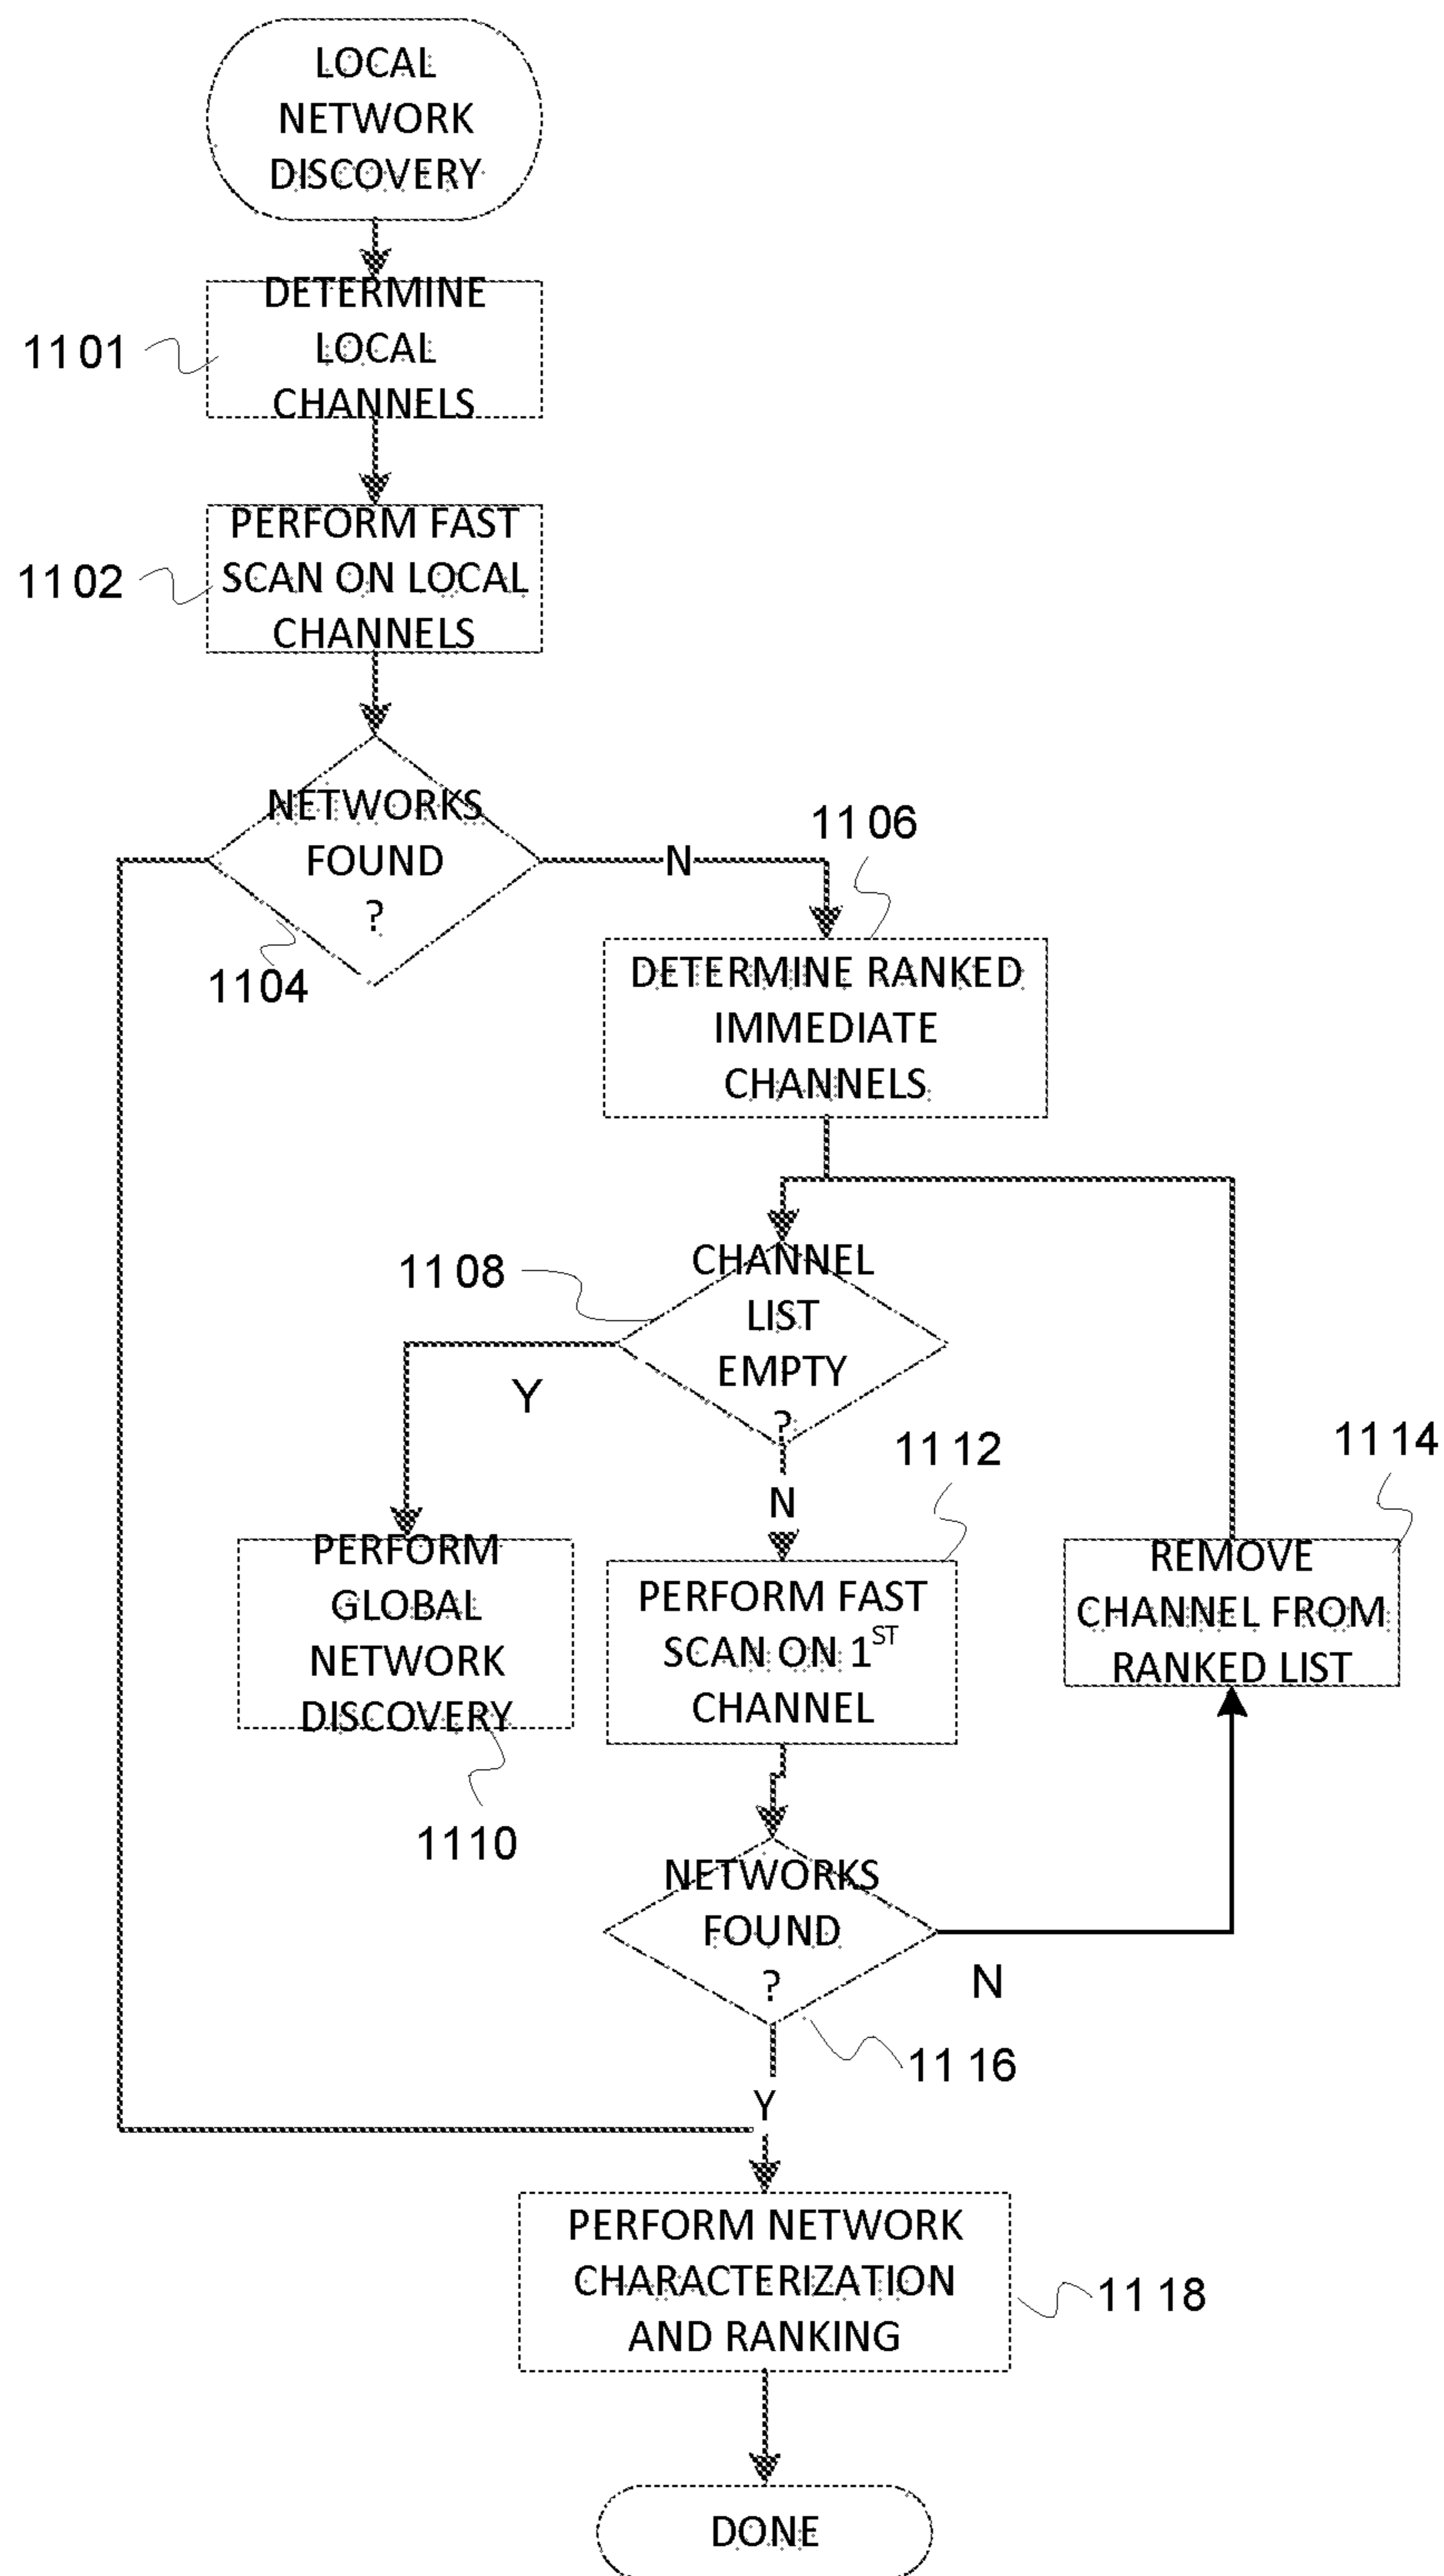 LOCAL
NETWORK
DISCOVERY
DETERMINE
LOCAL
CHANNELS
1101
PERFORM FAST
SCAN ON LOCAL
CHANNELS
1102
NETWORKS
FOUND
?
1104
N
1106
DETERMINE RANKED
IMMEDIATE
CHANNELS
1108
CHANNEL
LIST
EMPTY
?
Y
N
1112
1114
PERFORM
GLOBAL
NETWORK
DISCOVERY
1110
PERFORM FAST
SCAN ON 1ST
CHANNEL
REMOVE
CHANNEL FROM
RANKED LIST
NETWORKS
FOUND
?
N
1116
Y
PERFORM NETWORK
CHARACTERIZATION
AND RANKING
1118
DONE